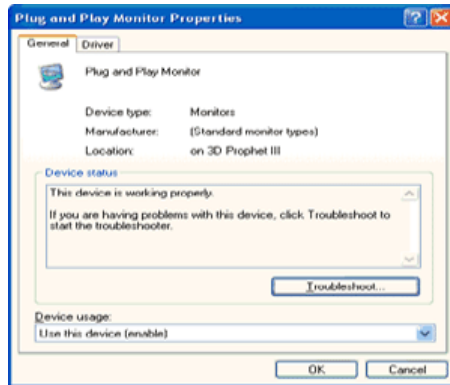 Plug and Play Monitor Properties
General Driver
Plug and Play Monitor
Device type: Monitors
Manufacturer: (Standard monitor types)
Location: on 3D Prophet III
Device status
This device is working properly.
If you are having problems with this device, click Troubleshoot to
start the troubleshooter.
Troubleshoot...
Device usage:
Use this device (enable)
OK Cancel